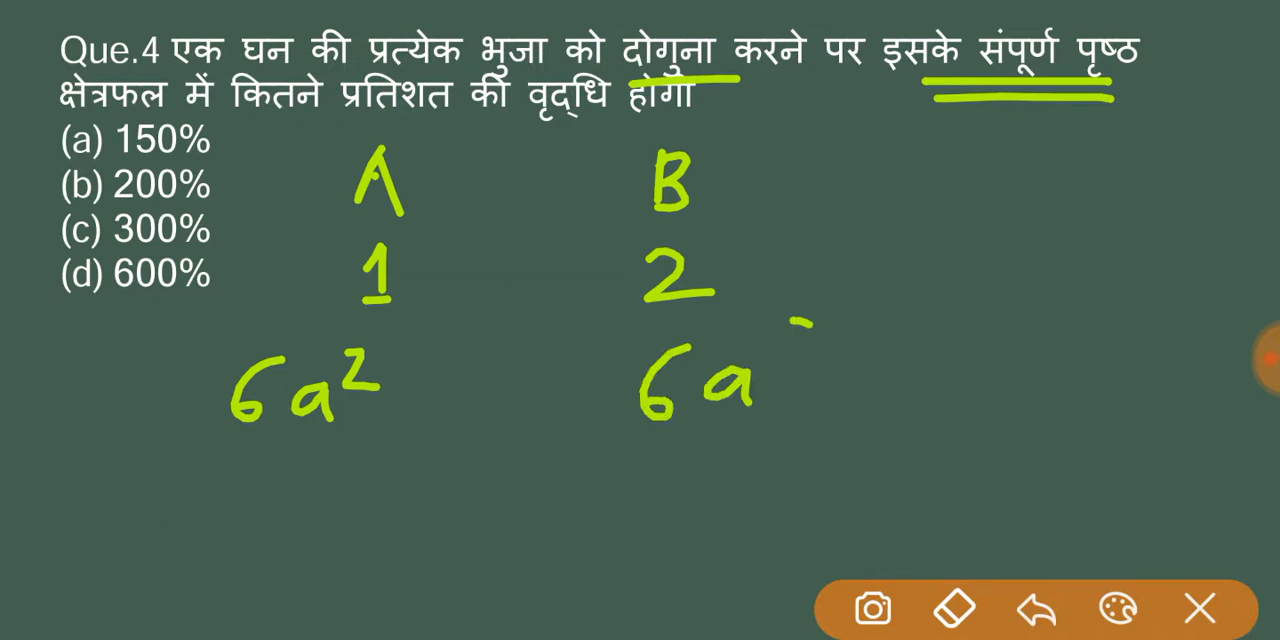 Que.4 एक घन की प्रत्येक भुजा को दोगुना करने पर इसके संपूर्ण पृष्ठ
क्षेत्रफल में कितने प्रतिशत की वृद्धि होगा
(a) 150%
(b) 200%
(c) 300%
(d) 600%
A B
1 2
6a² 6a